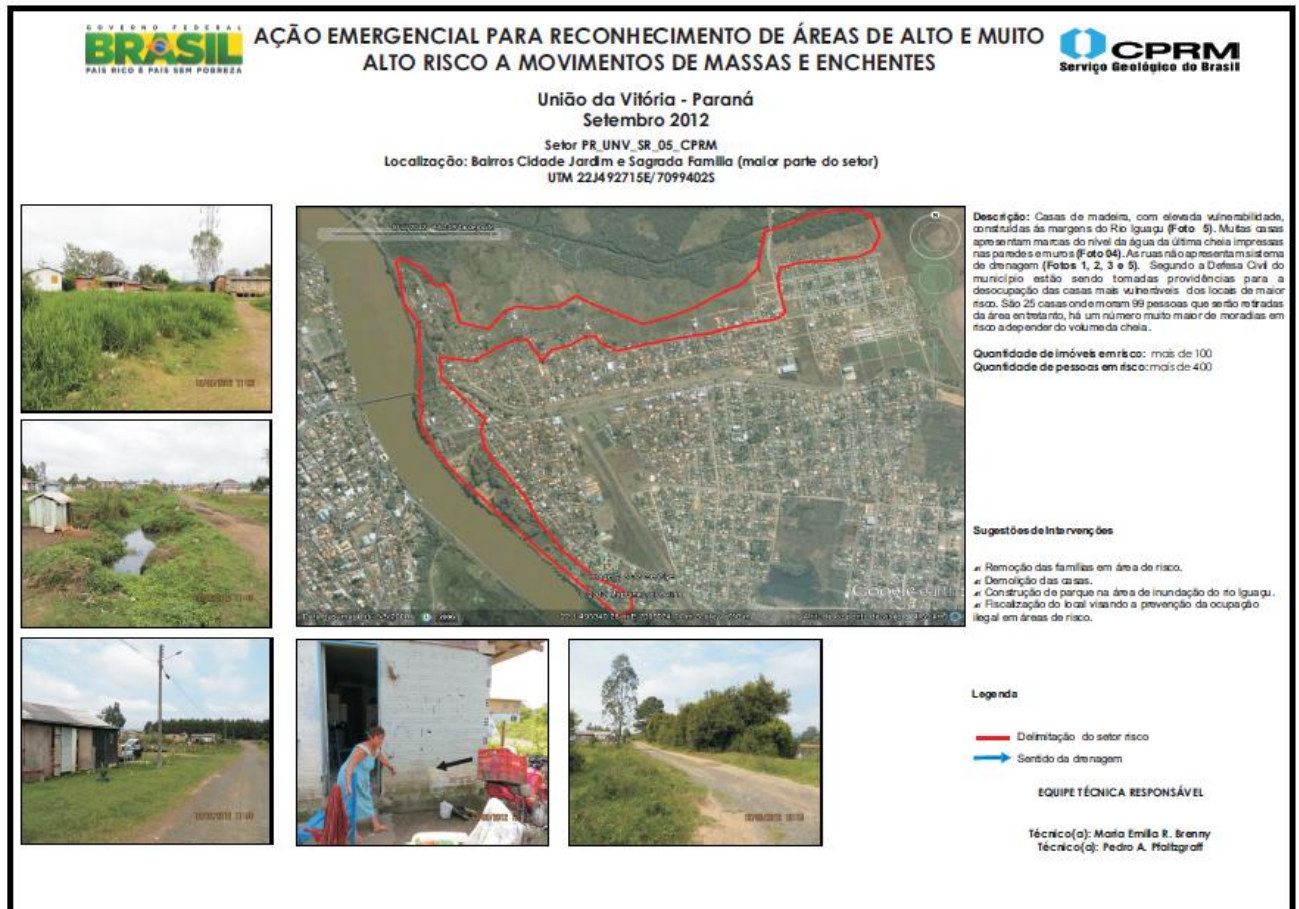 GOVERNO FEDERAL
BRASIL
PAÍS RICO É PAÍS SEM POBREZA
AÇÃO EMERGENCIAL PARA RECONHECIMENTO DE ÁREAS DE ALTO E MUITO
ALTO RISCO A MOVIMENTOS DE MASSAS E ENCHENTES
CPRM
Serviço Geológico do Brasil
União da Vitória - Paraná
Setembro 2012
Setor PR_UNV_SR_05_CPRM
Localização: Bairros Cidade Jardim e Sagrada Família (maior parte do setor)
UTM 22J492715E/7099402S
Descrição: Casas de madeira, com elevada vulnerabilidade,
construídas às margens do Rio Iguaçu (Foto 5). Muitas casas
apresentam marcas do nível da água da última cheia impressas
nas paredes e muros (Foto 04). As ruas não apresentam sistema
de drenagem (Fotos 1, 2, 3 e 5). Segundo a Defesa Civil do
município estão sendo tomadas providências para a
desocupação das casas mais vulneráveis dos locais de maior
risco. São 25 casas onde moram 99 pessoas que serão retiradas
da área entretanto, há um número muito maior de moradias em
risco a depender do volume da cheia.
Quantidade de imóveis em risco: mais de 100
Quantidade de pessoas em risco: mais de 400
Google earth
Sugestões de Intervenções
Remoção das famílias em área de risco.
Demolição das casas.
Construção de parque na área de inundação do rio Iguaçu.
Fiscalização do local visando a prevenção da ocupação
ilegal em áreas de risco.
Legenda
Delimitação do setor risco
Sentido da drenagem
EQUIPE TÉCNICA RESPONSÁVEL
Técnico(a): Maria Emilia R. Brenny
Técnico(a): Pedro A. Pfaltzgraff